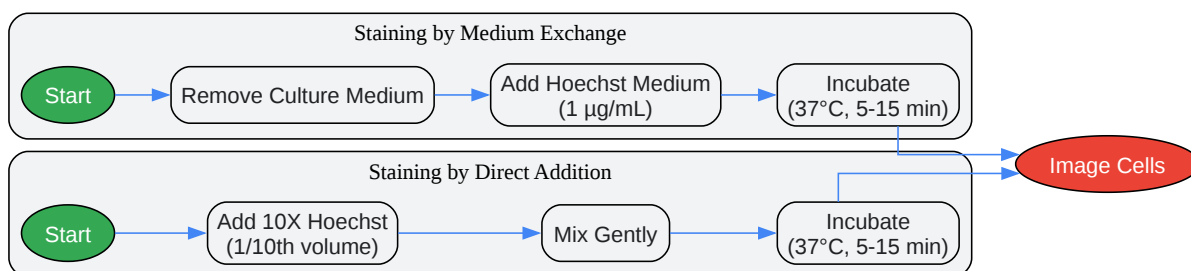 Staining by Medium Exchange
Start
Remove Culture Medium
Add Hoechst Medium
(1 µg/mL)
Incubate
(37°C, 5-15 min)
Image Cells
Staining by Direct Addition
Start
Add 10X Hoechst
(1/10th volume)
Mix Gently
Incubate
(37°C, 5-15 min)